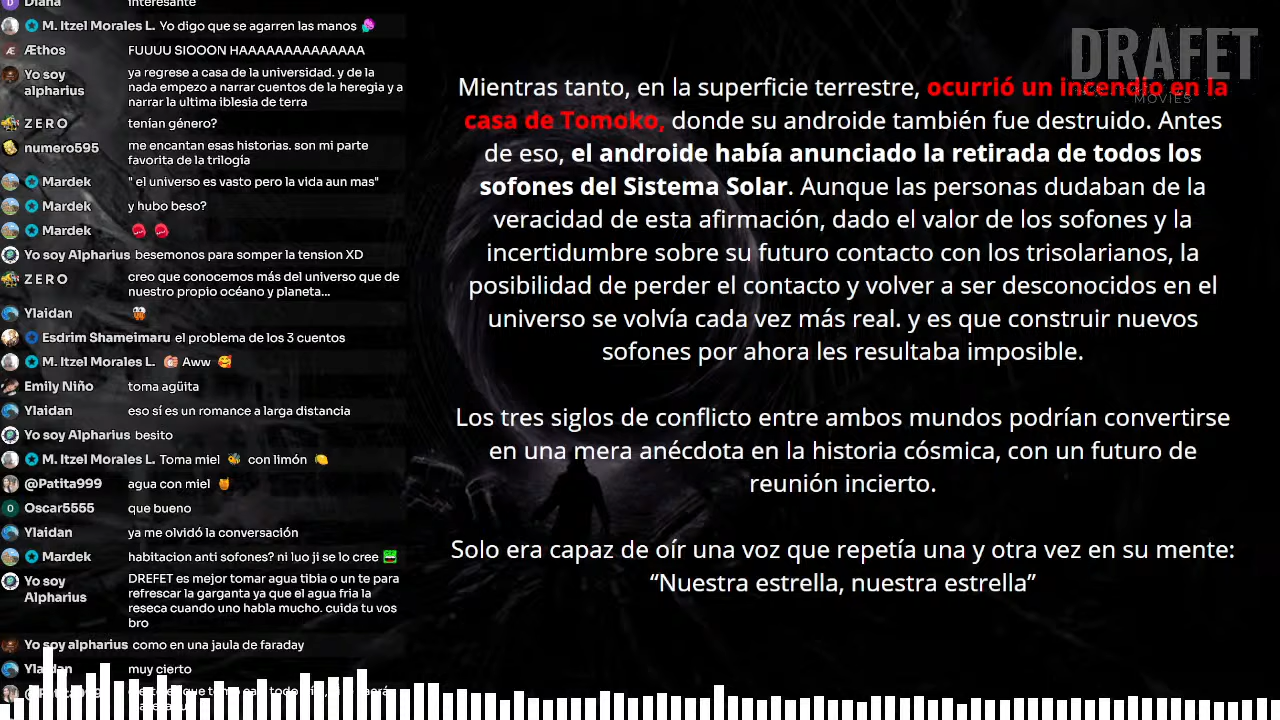 Diana interesante
M. Itzel Morales L. Yo digo que se agarren las manos
Æthos FUUUU SIOOON HAAAAAAAAAAAAAA
Yo soy alpharius
ya regrese a casa de la universidad. y de la
nada empezo a narrar cuentos de la heregia y a
narrar la ultima iblesia de terra
Z E R O tenían género?
numero595
me encantan esas historias. son mi parte
favorita de la trilogía
Mardek " el universo es vasto pero la vida aun mas"
Mardek y hubo beso?
Mardek
Yo soy Alpharius besemonos para somper la tension XD
Z E R O
creo que conocemos más del universo que de
nuestro propio océano y planeta...
Ylaidan
Esdrim Shameimaru el problema de los 3 cuentos
M. Itzel Morales L. Aww
Emily Niño toma agüita
Ylaidan eso sí es un romance a larga distancia
Yo soy Alpharius besito
M. Itzel Morales L. Toma miel con limón
@Patita999 agua con miel
Oscar5555 que bueno
Ylaidan ya me olvidó la conversación
Mardek habitacion anti sofones? ni luo ji se lo cree
Yo soy Alpharius
DREFET es mejor tomar agua tibia o un te para
refrescar la garganta ya que el agua fria la
reseca cuando uno habla mucho. cuida tu vos
bro
Yo soy alpharius como en una jaula de faraday
Ylaidan muy cierto
DRAFET
MOVIES
Mientras tanto, en la superficie terrestre, ocurrió un incendio en la
casa de Tomoko, donde su androide también fue destruido. Antes
de eso, el androide había anunciado la retirada de todos los
sofones del Sistema Solar. Aunque las personas dudaban de la
veracidad de esta afirmación, dado el valor de los sofones y la
incertidumbre sobre su futuro contacto con los trisolarianos, la
posibilidad de perder el contacto y volver a ser desconocidos en el
universo se volvía cada vez más real. y es que construir nuevos
sofones por ahora les resultaba imposible.
Los tres siglos de conflicto entre ambos mundos podrían convertirse
en una mera anécdota en la historia cósmica, con un futuro de
reunión incierto.
Solo era capaz de oír una voz que repetía una y otra vez en su mente:
“Nuestra estrella, nuestra estrella”